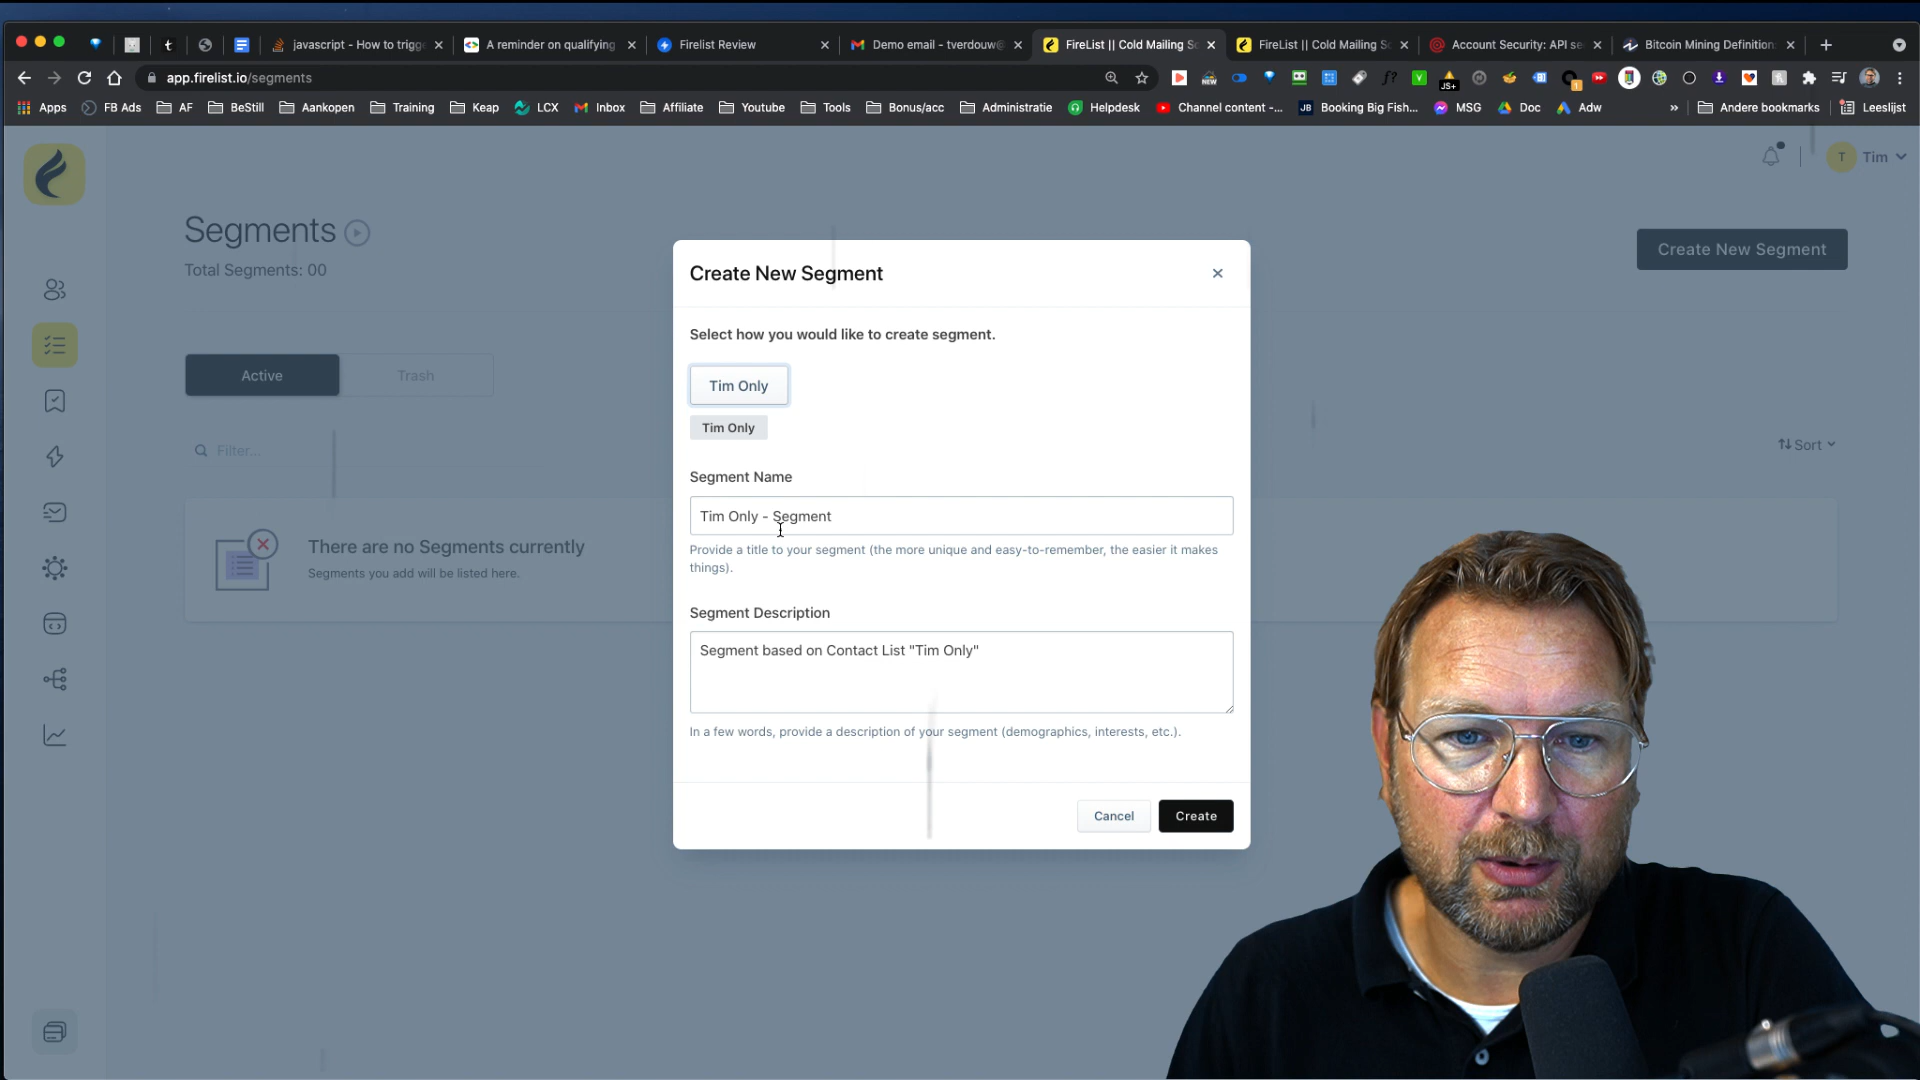 javascript - How to trigge
A reminder on qualifying
Firelist Review
Demo email - tverdouw@
FireList || Cold Mailing So
FireList || Cold Mailing So
Account Security: API se
Bitcoin Mining Definition
app.firelist.io/segments
Apps
FB Ads
AF
BeStill
Aankopen
Training
Keap
LCX
Inbox
Affiliate
Youtube
Tools
Bonus/acc
Administratie
Helpdesk
Channel content -...
Booking Big Fish...
MSG
Doc
Adw
»
Andere bookmarks
Leeslijst
T
Tim
Segments
Total Segments: 00
Create New Segment
Active
Trash
Filter...
Sort
There are no Segments currently
Segments you add will be listed here.
Create New Segment
Select how you would like to create segment.
Tim Only
Tim Only
Segment Name
Tim Only - Segment
Provide a title to your segment (the more unique and easy-to-remember, the easier it makes
things).
Segment Description
Segment based on Contact List "Tim Only"
In a few words, provide a description of your segment (demographics, interests, etc.).
Cancel
Create